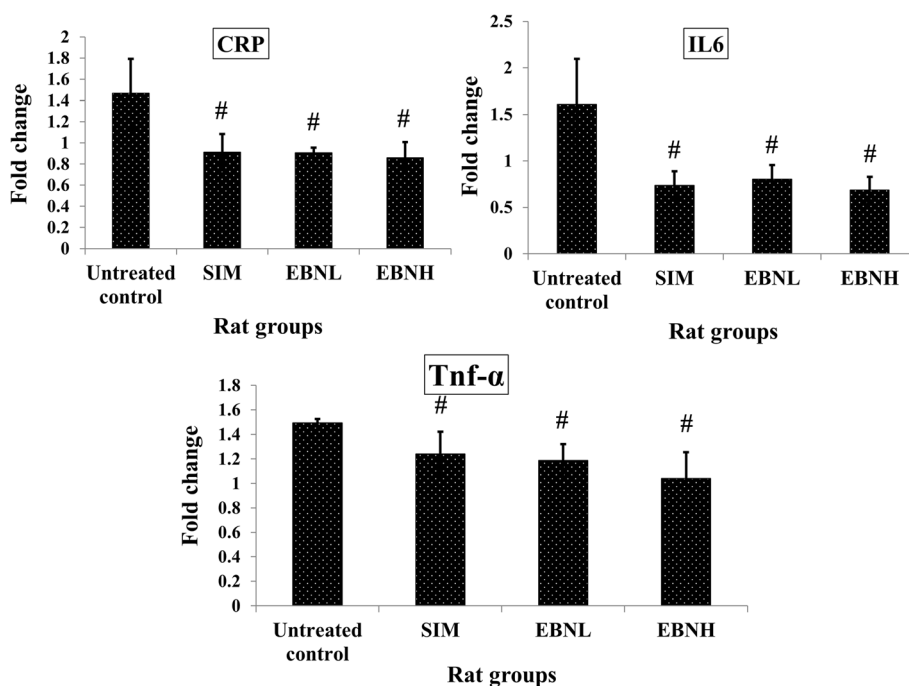 CRP
Fold change
2
1.8
1.6
1.4
1.2
1
0.8
0.6
0.4
0.2
0
# # #
Untreated control SIM EBNL EBNH
Rat groups
IL6
Fold change
2.5
2
1.5
1
0.5
0
# # #
Untreated control SIM EBNL EBNH
Rat groups
Tnf-α
Fold change
1.8
1.6
1.4
1.2
1
0.8
0.6
0.4
0.2
0
# # #
Untreated control SIM EBNL EBNH
Rat groups